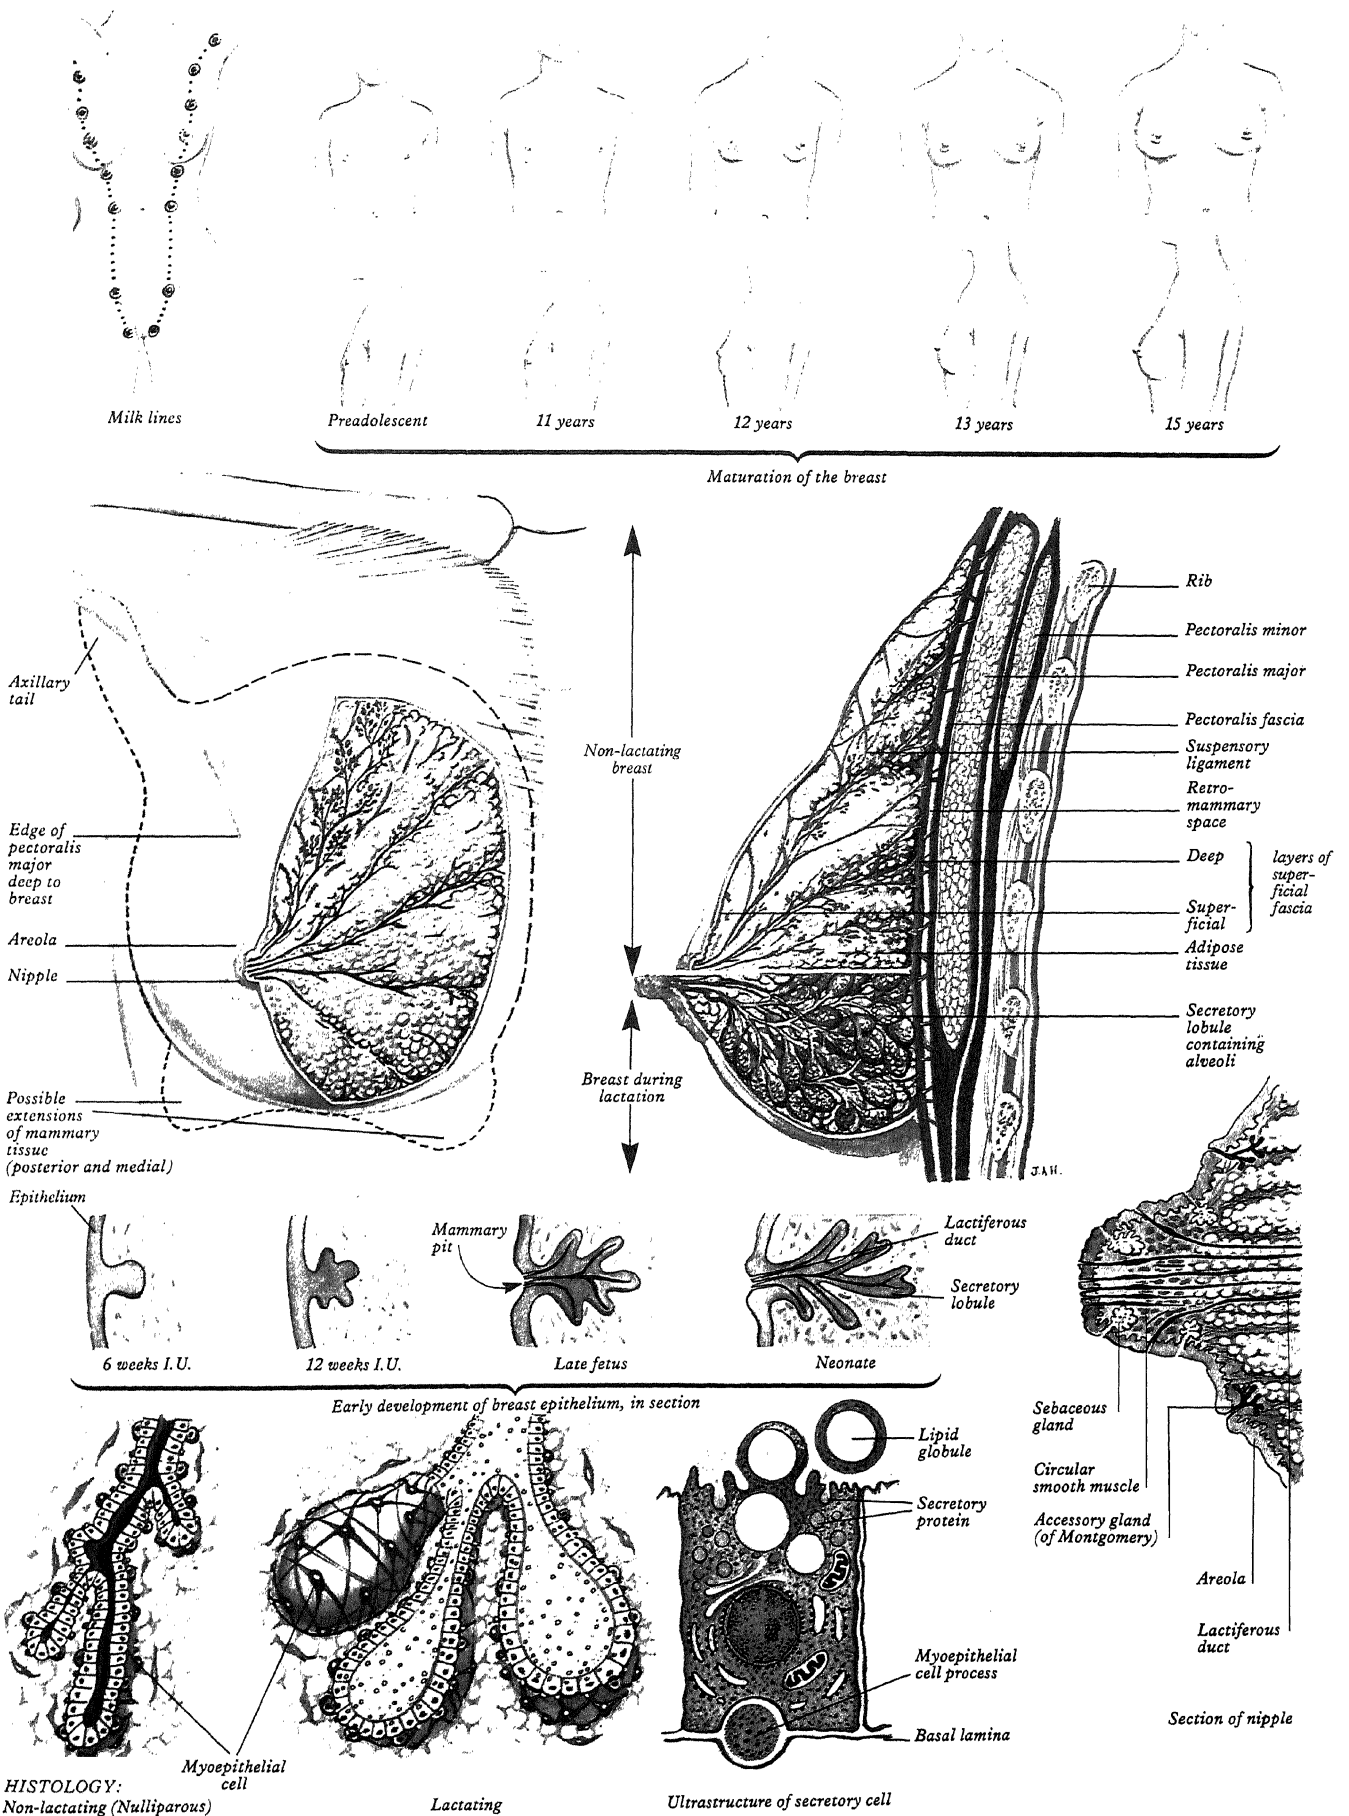 Milk lines
Preadolescent
11 years
12 years
13 years
15 years
Maturation of the breast
Axillary
tail
Edge of
pectoralis
major
deep to
breast
Areola
Nipple
Possible
extensions
of mammary
tissue
(posterior and medial)
Non-lactating
breast
Breast during
lactation
Rib
Pectoralis minor
Pectoralis major
Pectoralis fascia
Suspensory
ligament
Retro-
mammary
space
Deep
Super-
ficial
layers of
super-
ficial
fascia
Adipose
tissue
Secretory
lobule
containing
alveoli
J.A.H.
Epithelium
Mammary
pit
Lactiferous
duct
Secretory
lobule
6 weeks I.U.
12 weeks I.U.
Late fetus
Neonate
Early development of breast epithelium, in section
Sebaceous
gland
Circular
smooth muscle
Accessory gland
(of Montgomery)
Areola
Lactiferous
duct
Section of nipple
Lipid
globule
Secretory
protein
Myoepithelial
cell process
Basal lamina
Myoepithelial
cell
HISTOLOGY:
Non-lactating (Nulliparous)
Lactating
Ultrastructure of secretory cell